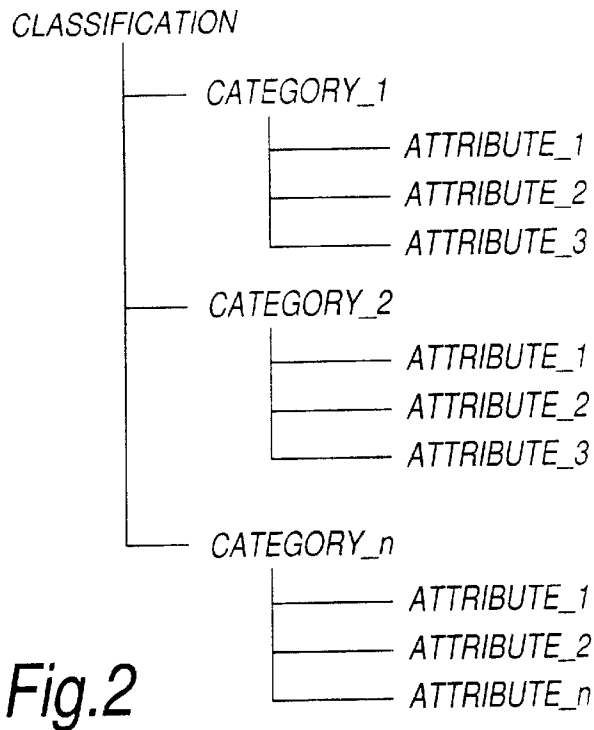 CLASSIFICATION
CATEGORY_1
ATTRIBUTE_1
ATTRIBUTE_2
ATTRIBUTE_3
CATEGORY_2
ATTRIBUTE_1
ATTRIBUTE_2
ATTRIBUTE_3
CATEGORY_n
ATTRIBUTE_1
ATTRIBUTE_2
ATTRIBUTE_n
Fig.2